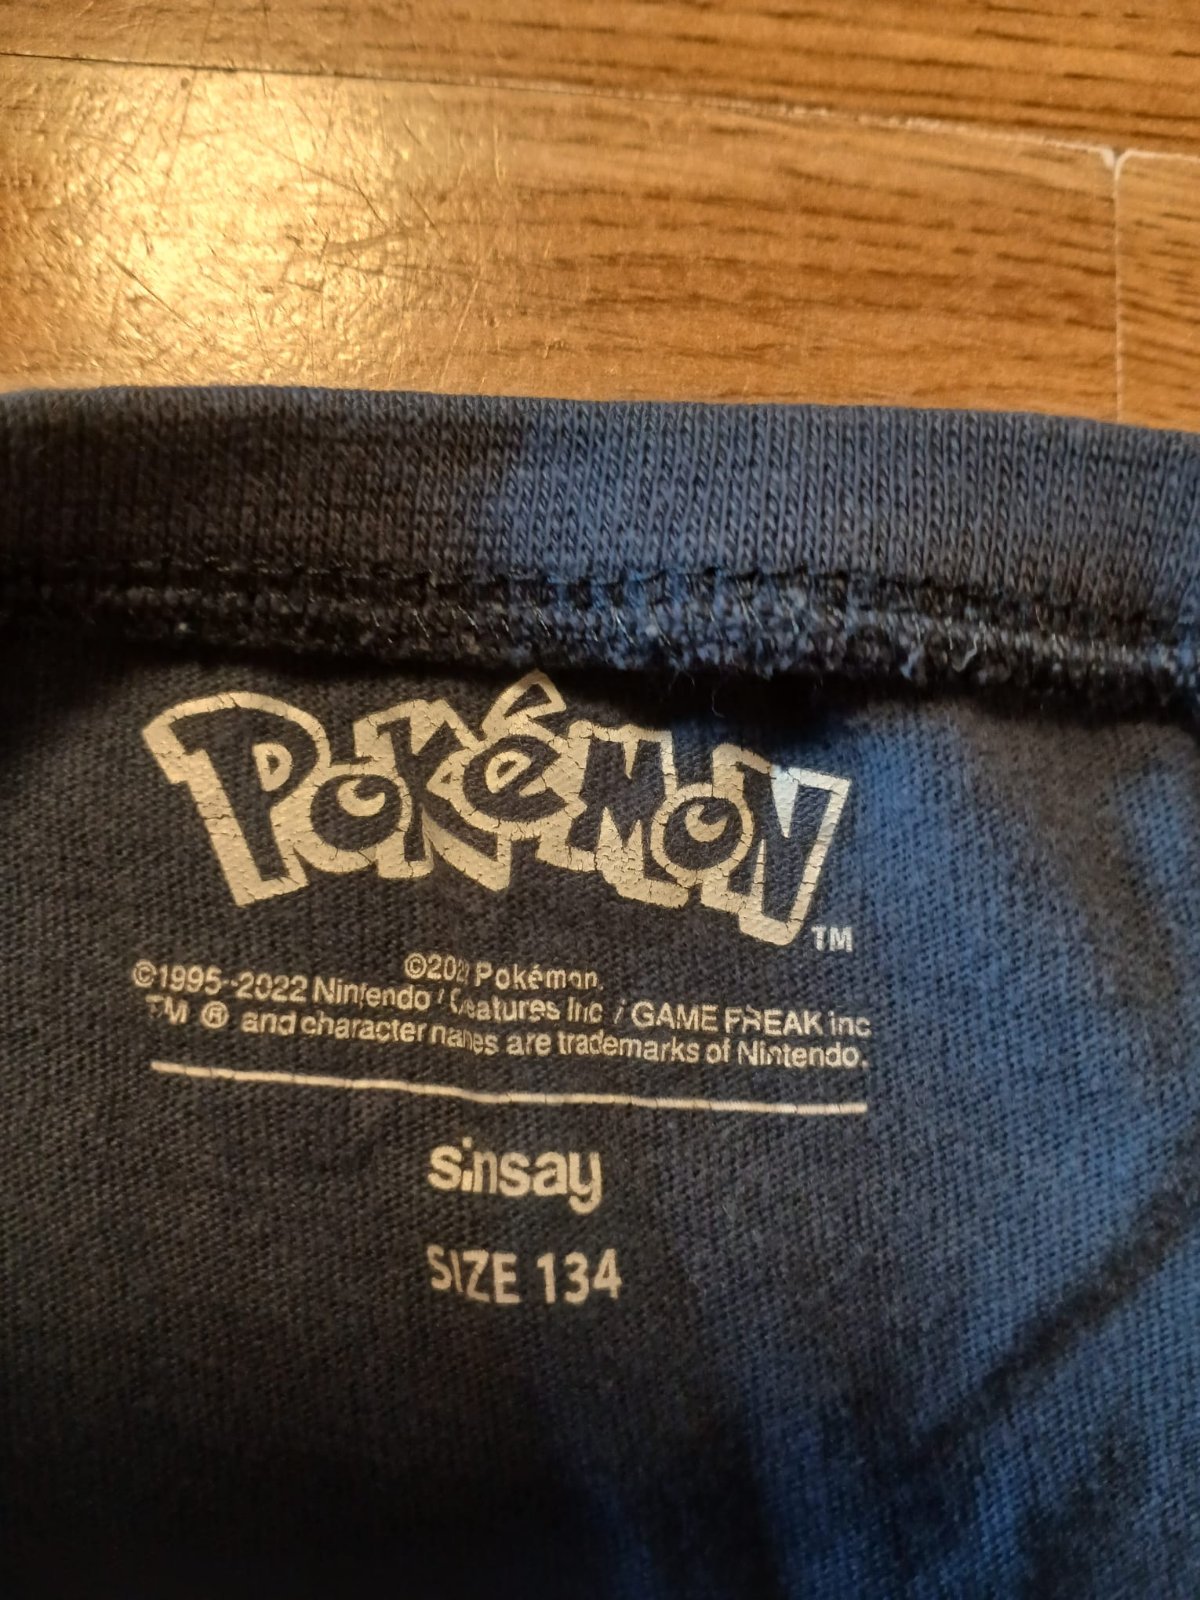 POKéMON
TM
©202 Pokémon.
©1995-2022 Nintendo / Creatures Inc / GAME FREAK inc
TM ® and character names are trademarks of Nintendo.
sinsay
SIZE 134